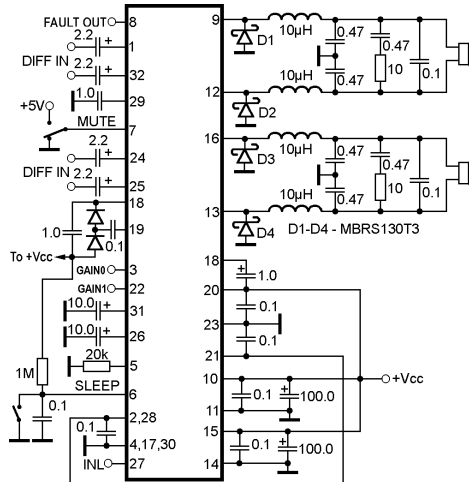 FAULT OUT 8
2.2 1
DIFF IN
2.2 32
1.0 29
+5V
MUTE 7
2.2 24
DIFF IN
2.2 25
18
1.0 0.1 19
To +Vcc
GAIN0 3
GAIN1 22
10.0 31
10.0 26
20k 5
1M
SLEEP 6
0.1
2,28
0.1
4,17,30
INL 27
9 10µH
D1 0.47 0.47
10µH 0.47 10 0.1
12
D2
16 10µH
D3 0.47 0.47
10µH 0.47 10 0.1
13
D4 D1-D4 - MBRS130T3
18
1.0
20
0.1
23
0.1
21
10 +Vcc
0.1 100.0
11
15
0.1 100.0
14